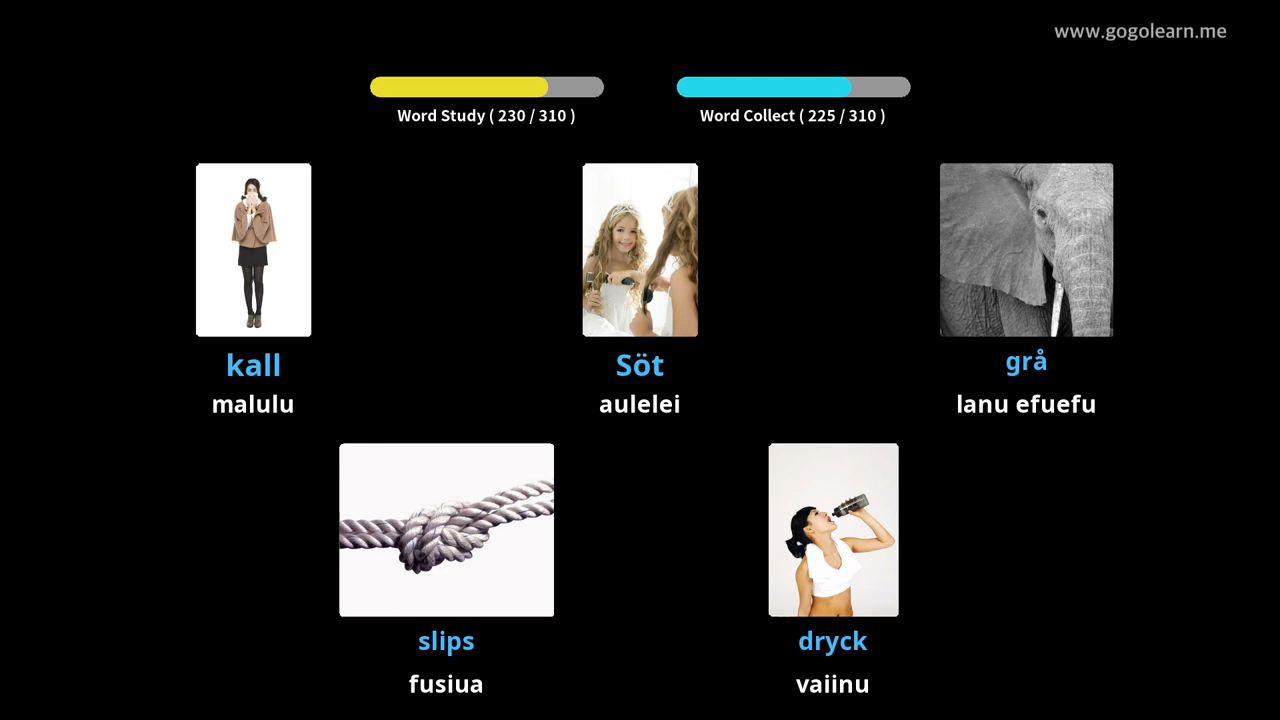 www.gogolearn.me
Word Study ( 230 / 310 )
Word Collect ( 225 / 310 )
kall
malulu
Söt
aulelei
grå
lanu efuefu
slips
fusiua
dryck
vaiinu